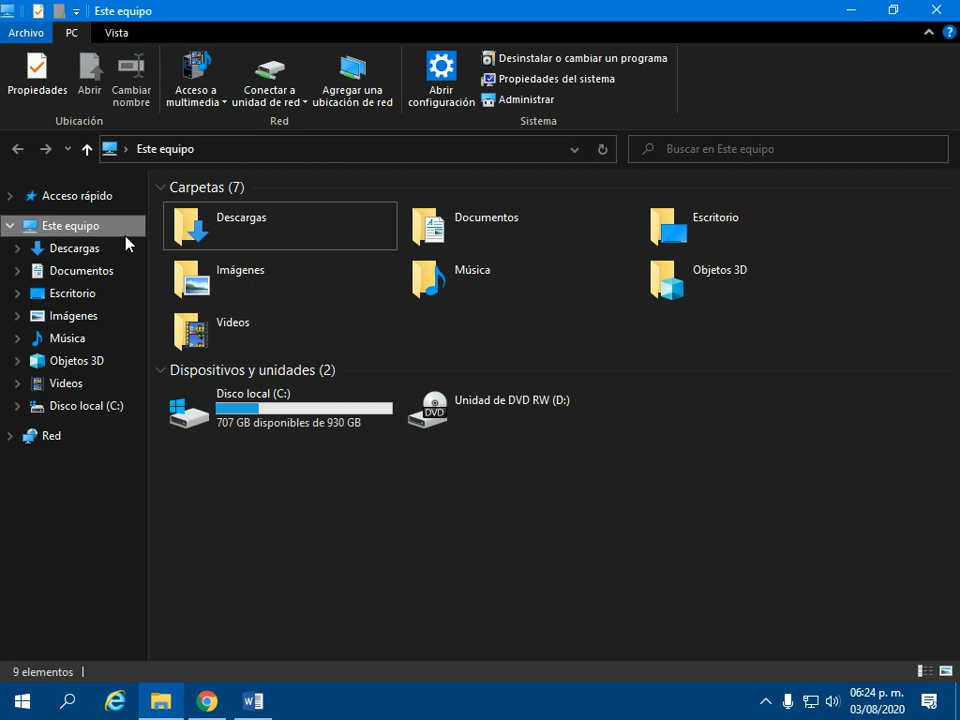 Este equipo
Archivo PC Vista
Propiedades Abrir Cambiar nombre
Ubicación
Acceso a multimedia Conectar a unidad de red Agregar una ubicación de red
Red
Abrir configuración
Desinstalar o cambiar un programa
Propiedades del sistema
Administrar
Sistema
Este equipo
Buscar en Este equipo
Acceso rápido
Este equipo
Descargas
Documentos
Escritorio
Imágenes
Música
Objetos 3D
Videos
Disco local (C:)
Red
Carpetas (7)
Descargas Documentos Escritorio
Imágenes Música Objetos 3D
Videos
Dispositivos y unidades (2)
Disco local (C:)
707 GB disponibles de 930 GB
DVD
Unidad de DVD RW (D:)
9 elementos
06:24 p. m.
03/08/2020